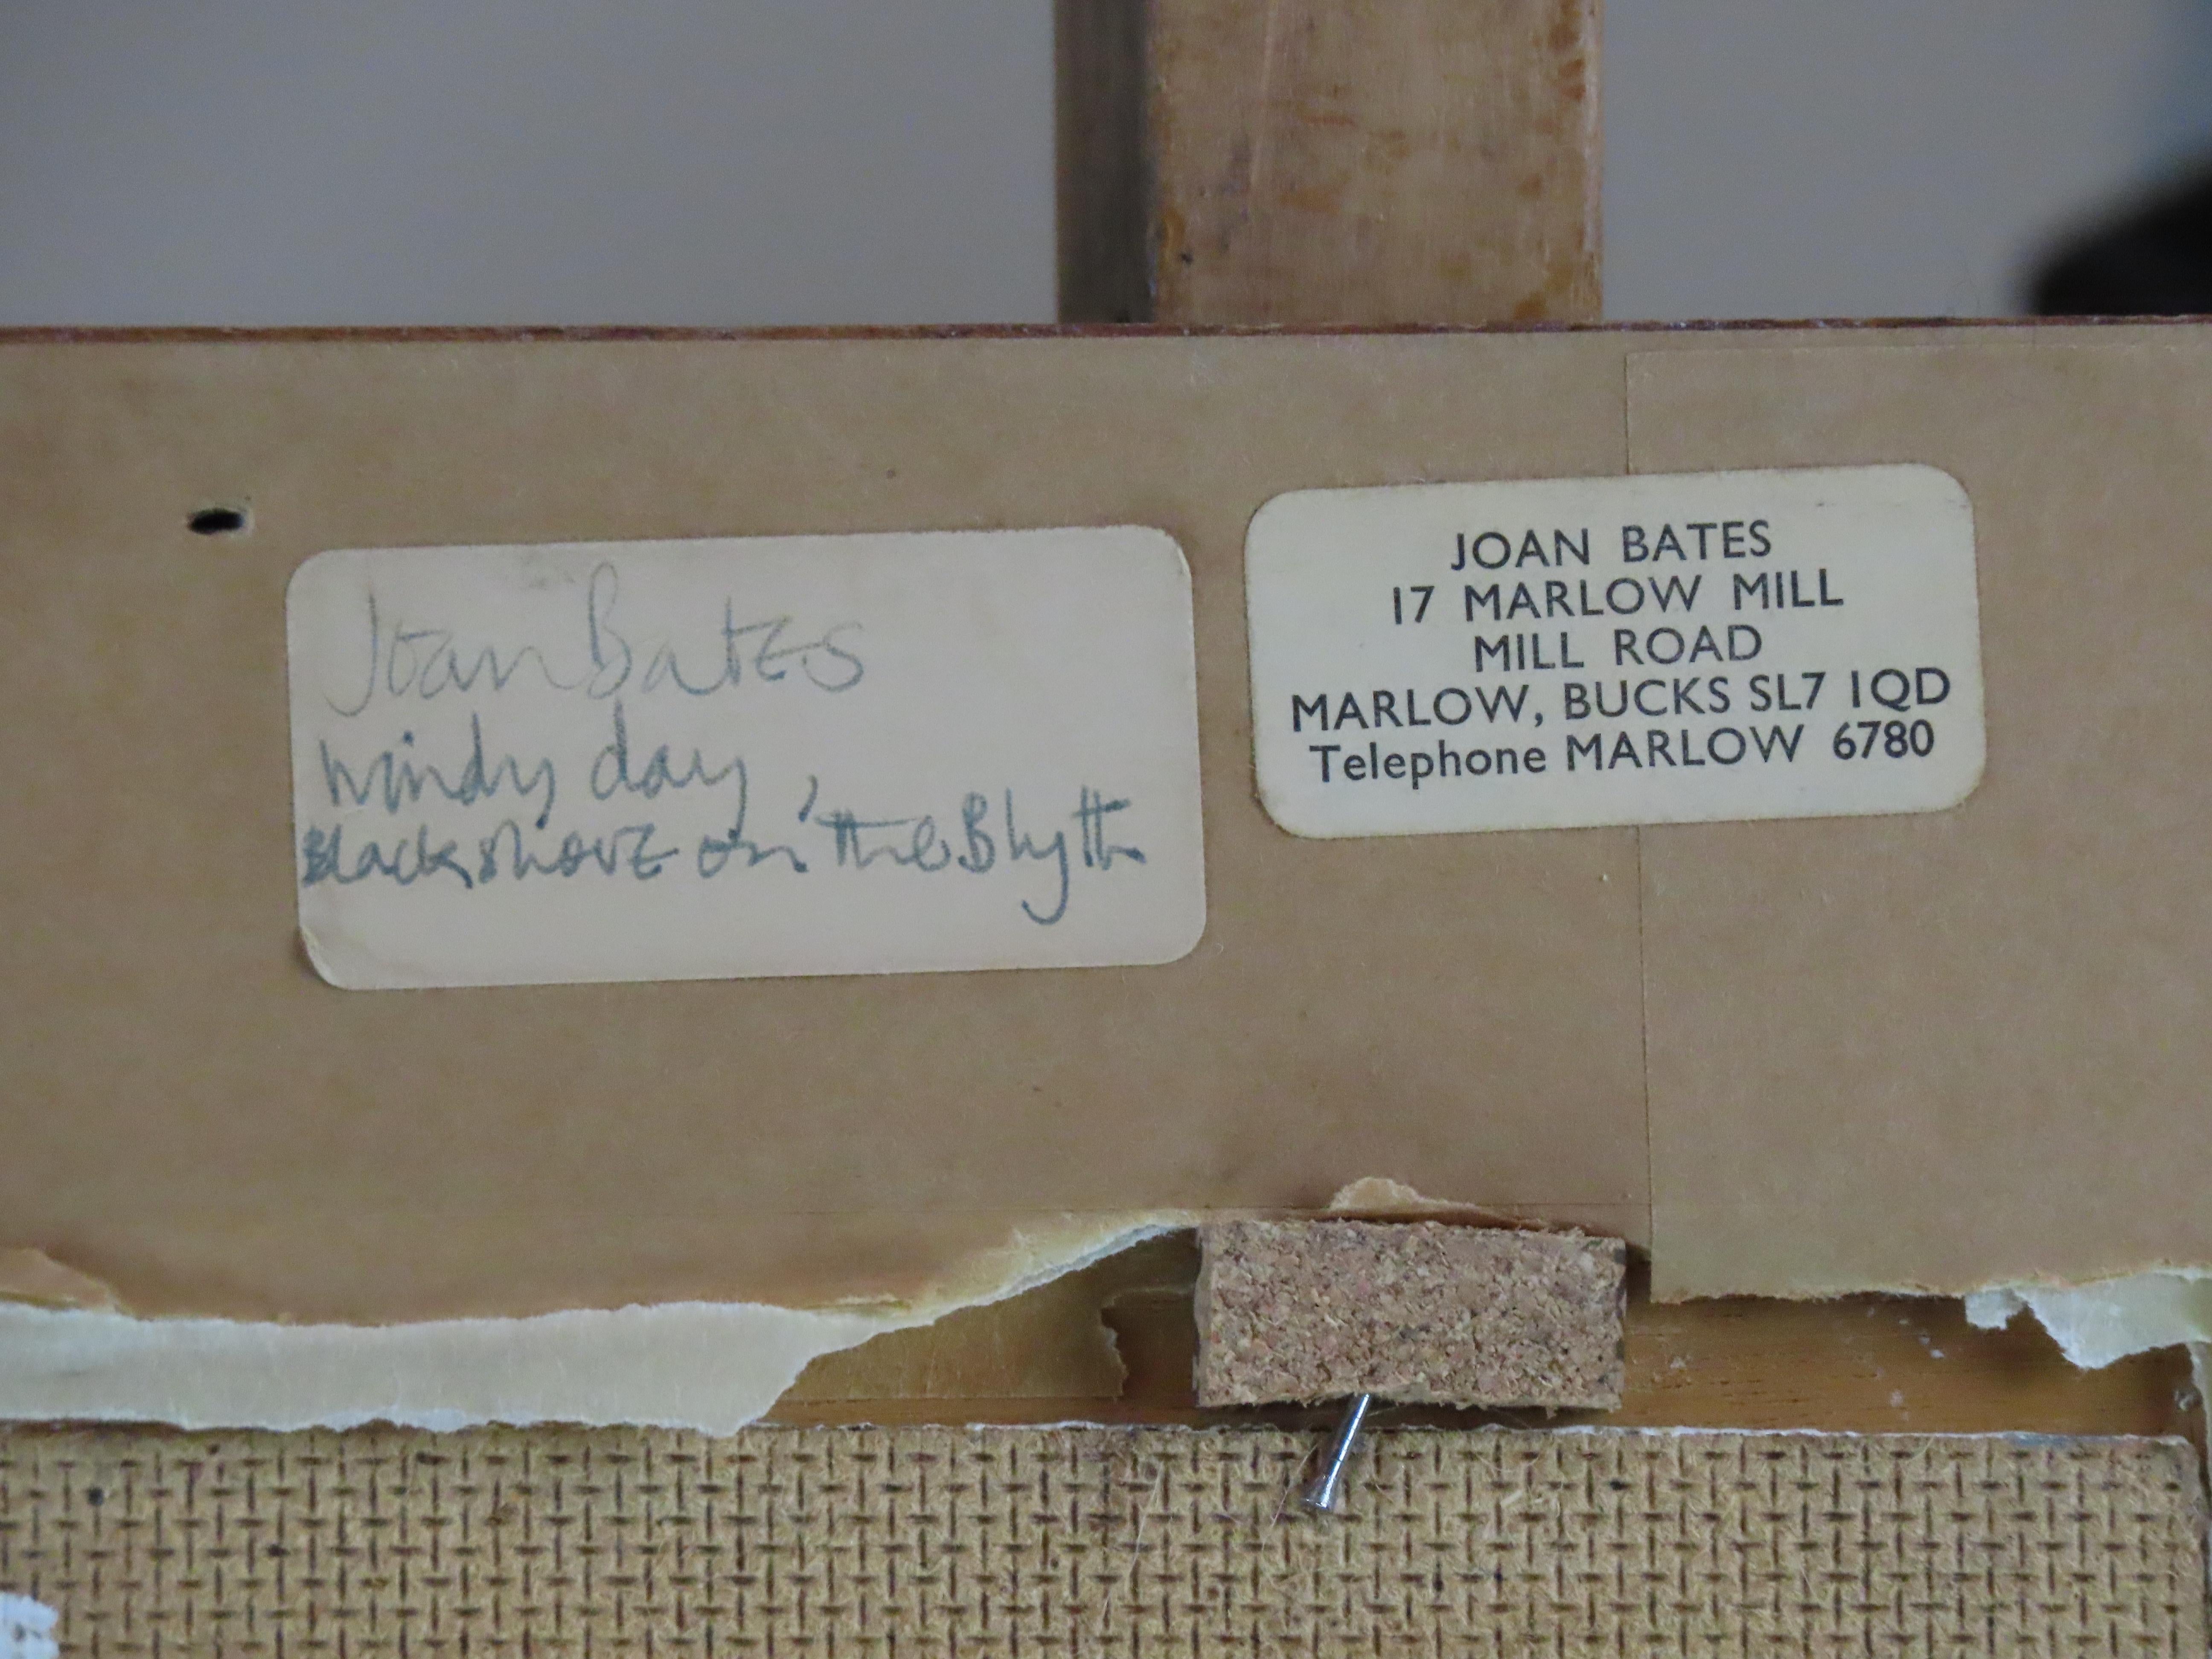 Joan Bates
Windy day,
Blackshore on the Blyth
JOAN BATES
17 MARLOW MILL
MILL ROAD
MARLOW, BUCKS SL7 1QD
Telephone MARLOW 6780